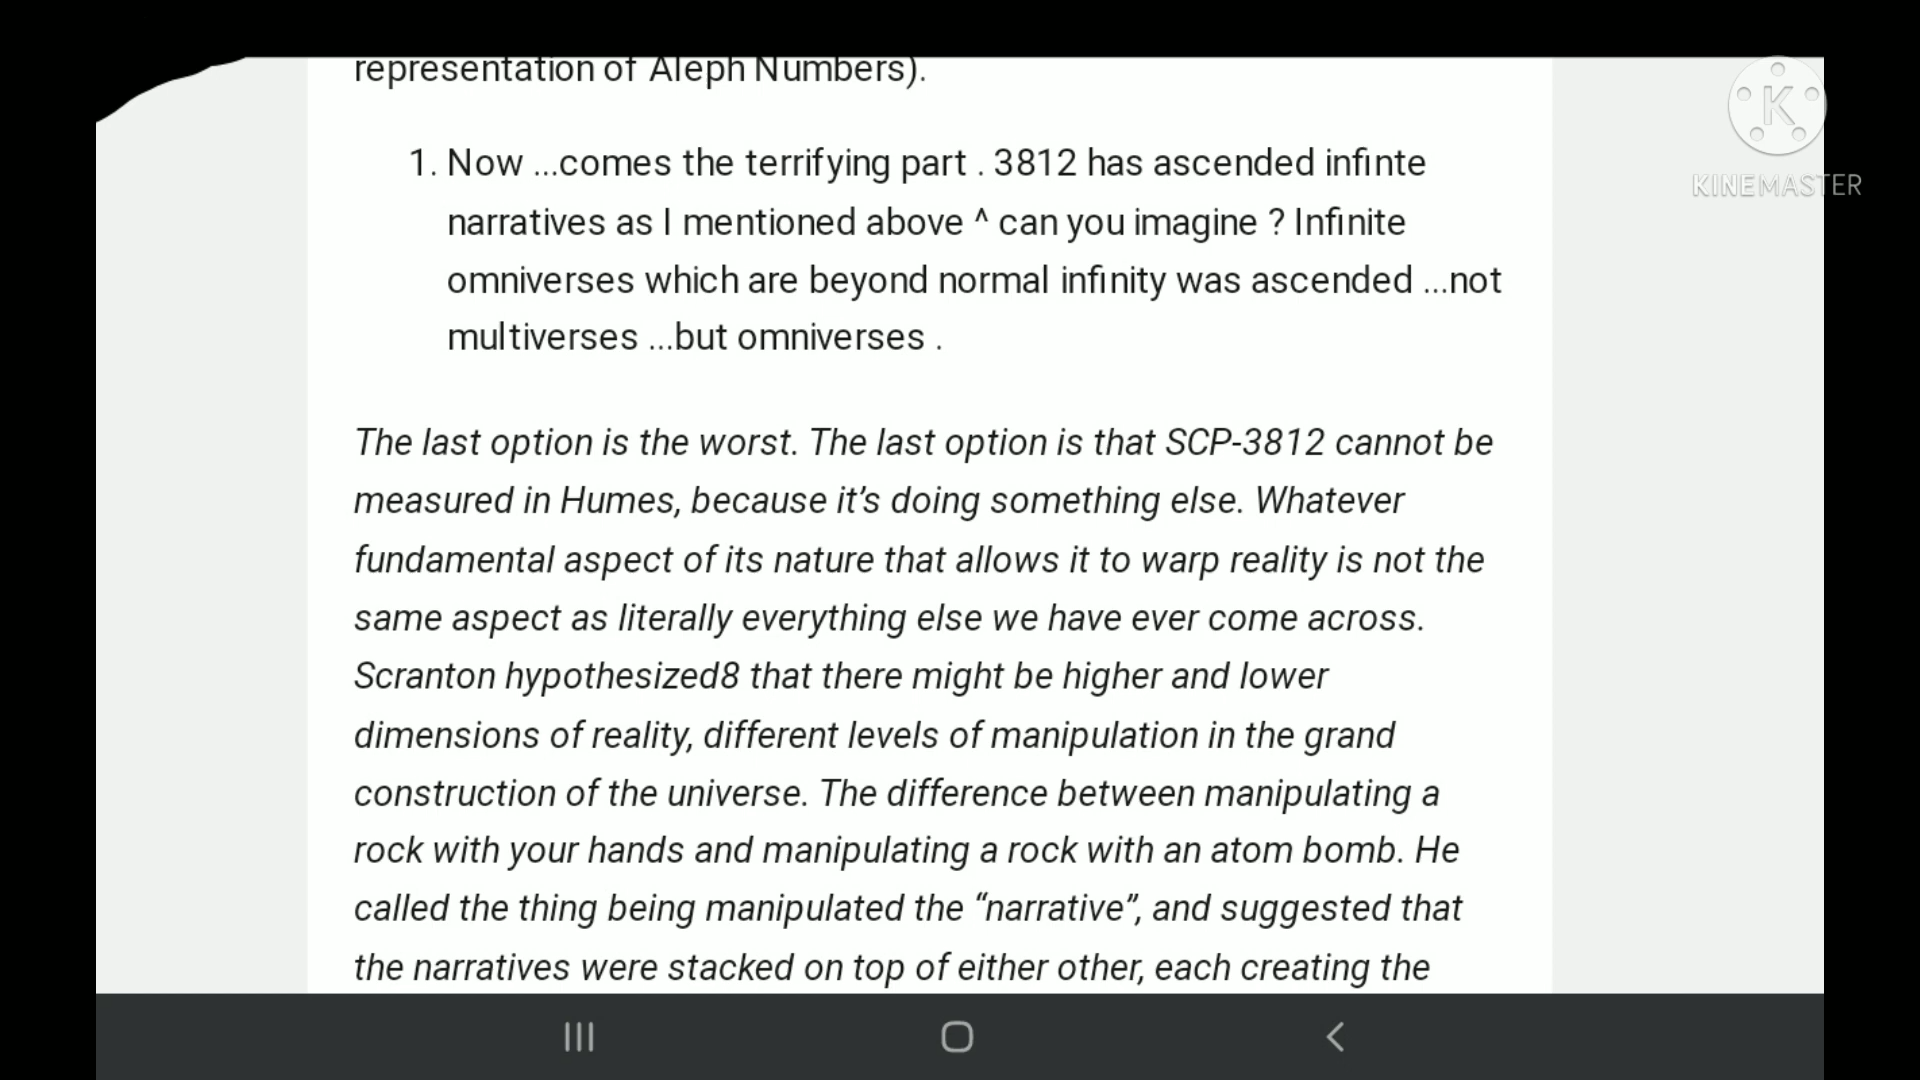 representation of Aleph Numbers).
1. Now ...comes the terrifying part . 3812 has ascended infinte
narratives as I mentioned above ^ can you imagine ? Infinite
omniverses which are beyond normal infinity was ascended ...not
multiverses ...but omniverses .
The last option is the worst. The last option is that SCP-3812 cannot be
measured in Humes, because it’s doing something else. Whatever
fundamental aspect of its nature that allows it to warp reality is not the
same aspect as literally everything else we have ever come across.
Scranton hypothesized8 that there might be higher and lower
dimensions of reality, different levels of manipulation in the grand
construction of the universe. The difference between manipulating a
rock with your hands and manipulating a rock with an atom bomb. He
called the thing being manipulated the “narrative”, and suggested that
the narratives were stacked on top of either other, each creating the
K
KINEMASTER